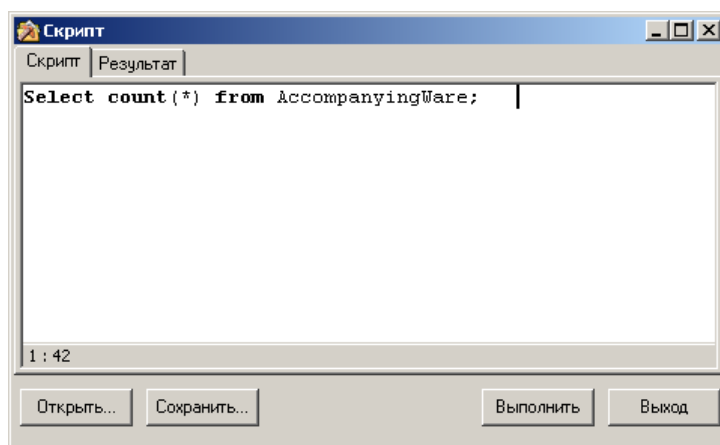 Скрипт
Скрипт Результат
Select count(*) from AccompanyingWare;
1 : 42
Открыть... Сохранить... Выполнить Выход